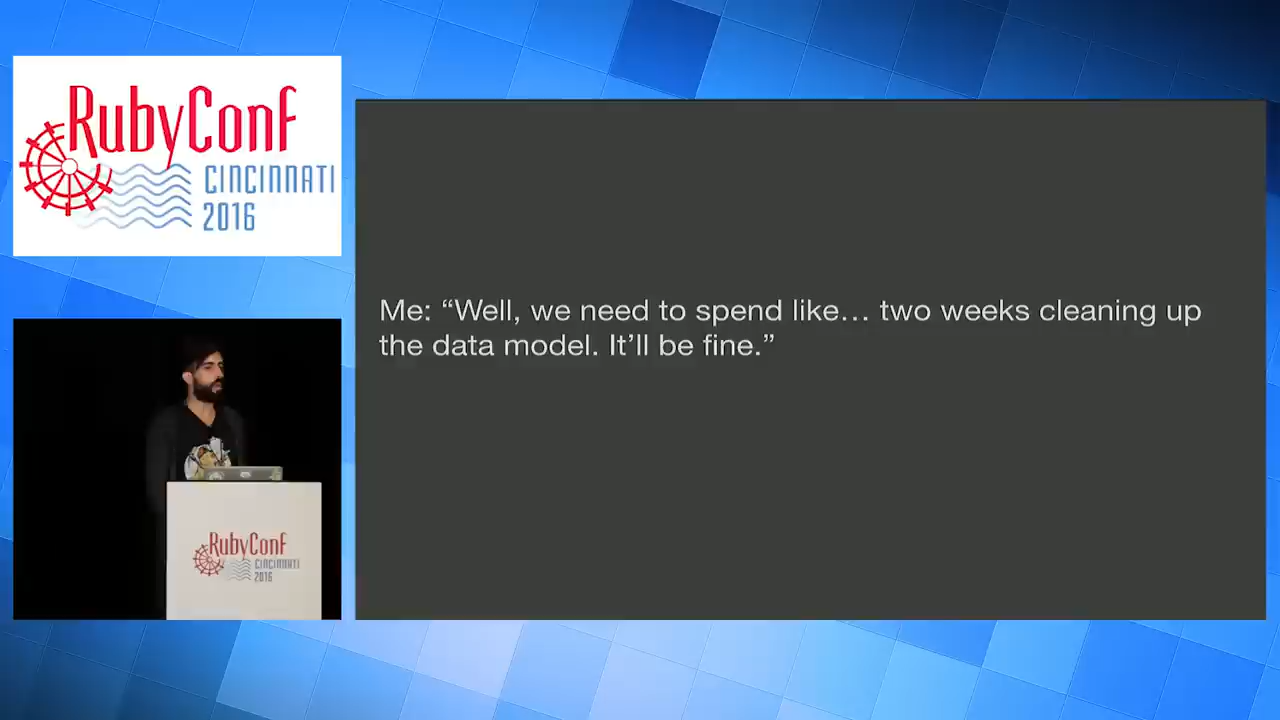 RubyConf
CINCINNATI
2016
Me: “Well, we need to spend like… two weeks cleaning up
the data model. It’ll be fine.”
RubyConf
CINCINNATI
2016